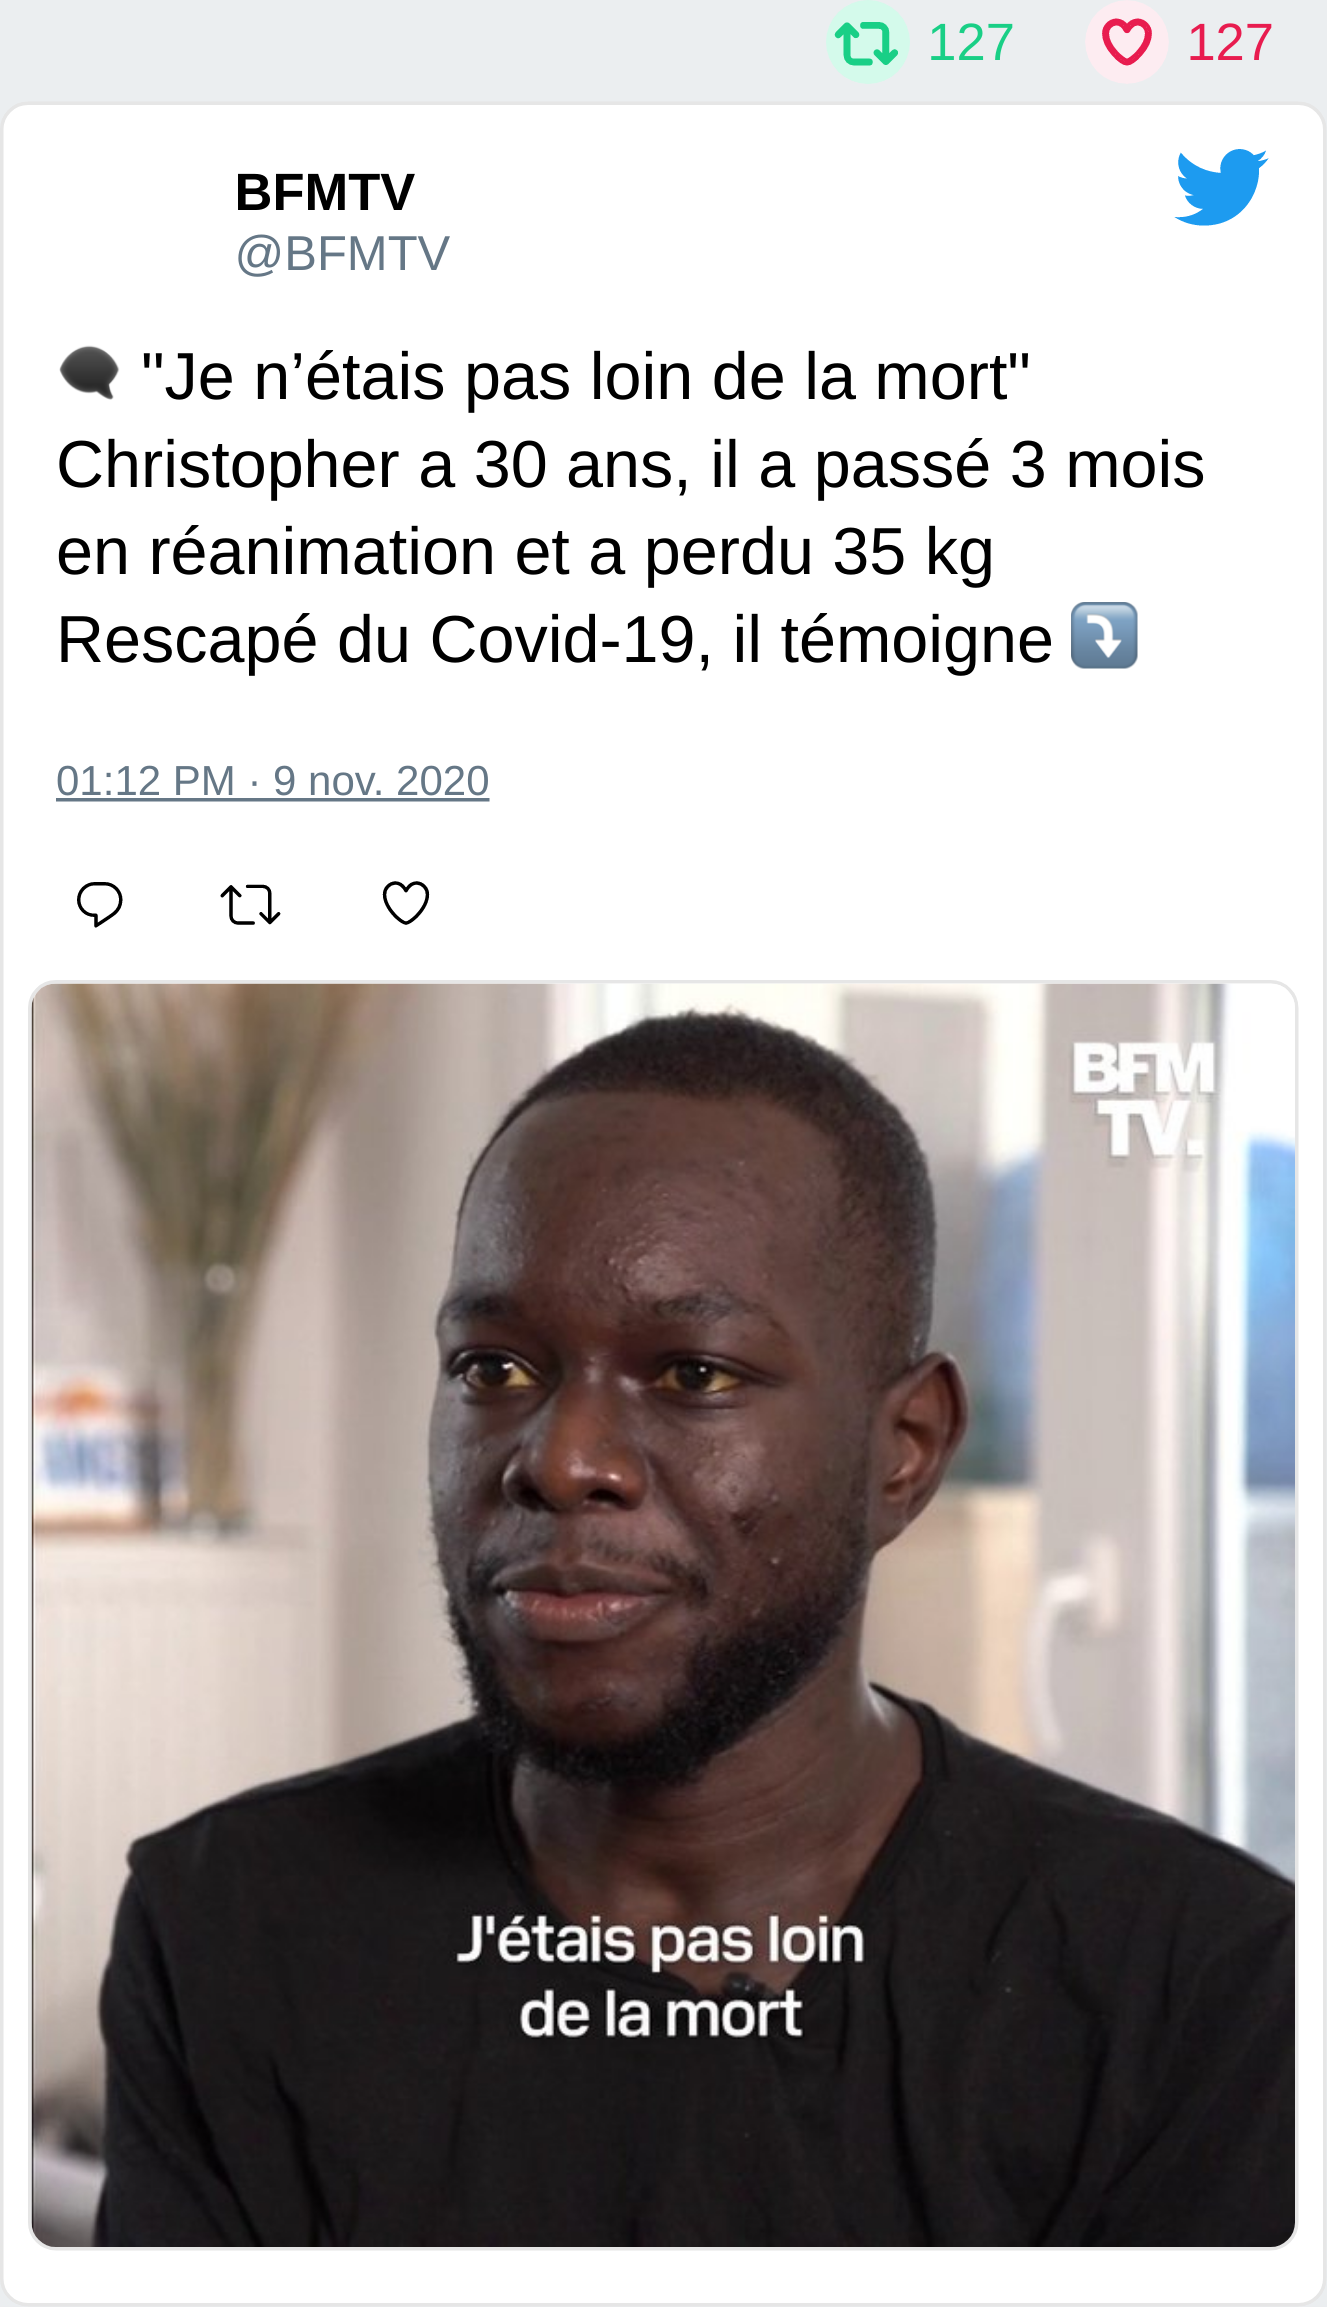 127 127
BFMTV
@BFMTV
"Je n’étais pas loin de la mort"
Christopher a 30 ans, il a passé 3 mois
en réanimation et a perdu 35 kg
Rescapé du Covid-19, il témoigne
01:12 PM · 9 nov. 2020
BFM
TV.
J'étais pas loin
de la mort